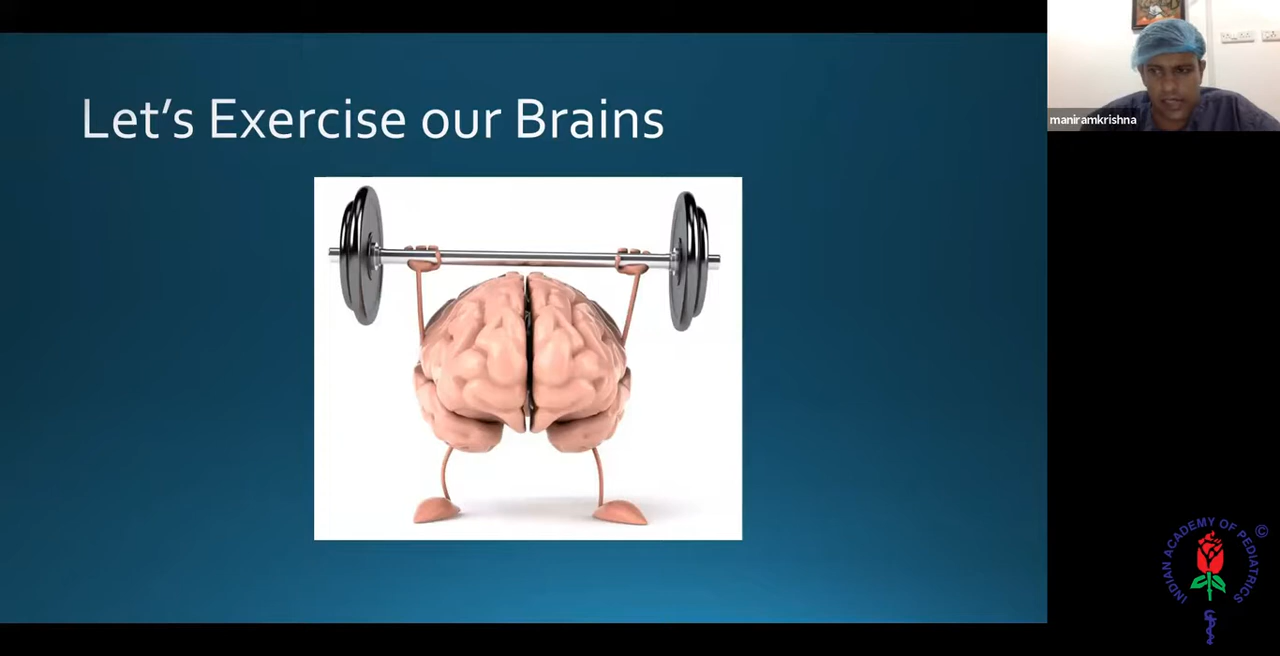 Let's Exercise our Brains
maniramkrishna
INDIAN ACADEMY OF PEDIATRICS
©